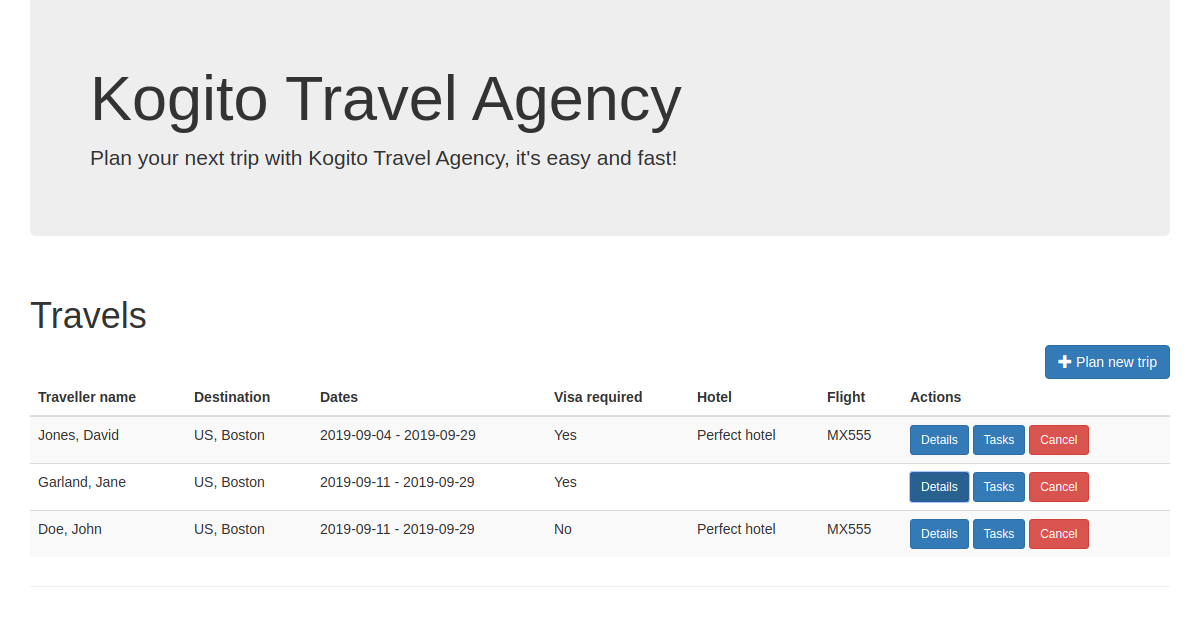 Kogito Travel Agency
Plan your next trip with Kogito Travel Agency, it's easy and fast!
Travels
Plan new trip
Traveller name Destination Dates Visa required Hotel Flight Actions
Jones, David US, Boston 2019-09-04 - 2019-09-29 Yes Perfect hotel MX555 Details Tasks Cancel
Garland, Jane US, Boston 2019-09-11 - 2019-09-29 Yes Details Tasks Cancel
Doe, John US, Boston 2019-09-11 - 2019-09-29 No Perfect hotel MX555 Details Tasks Cancel